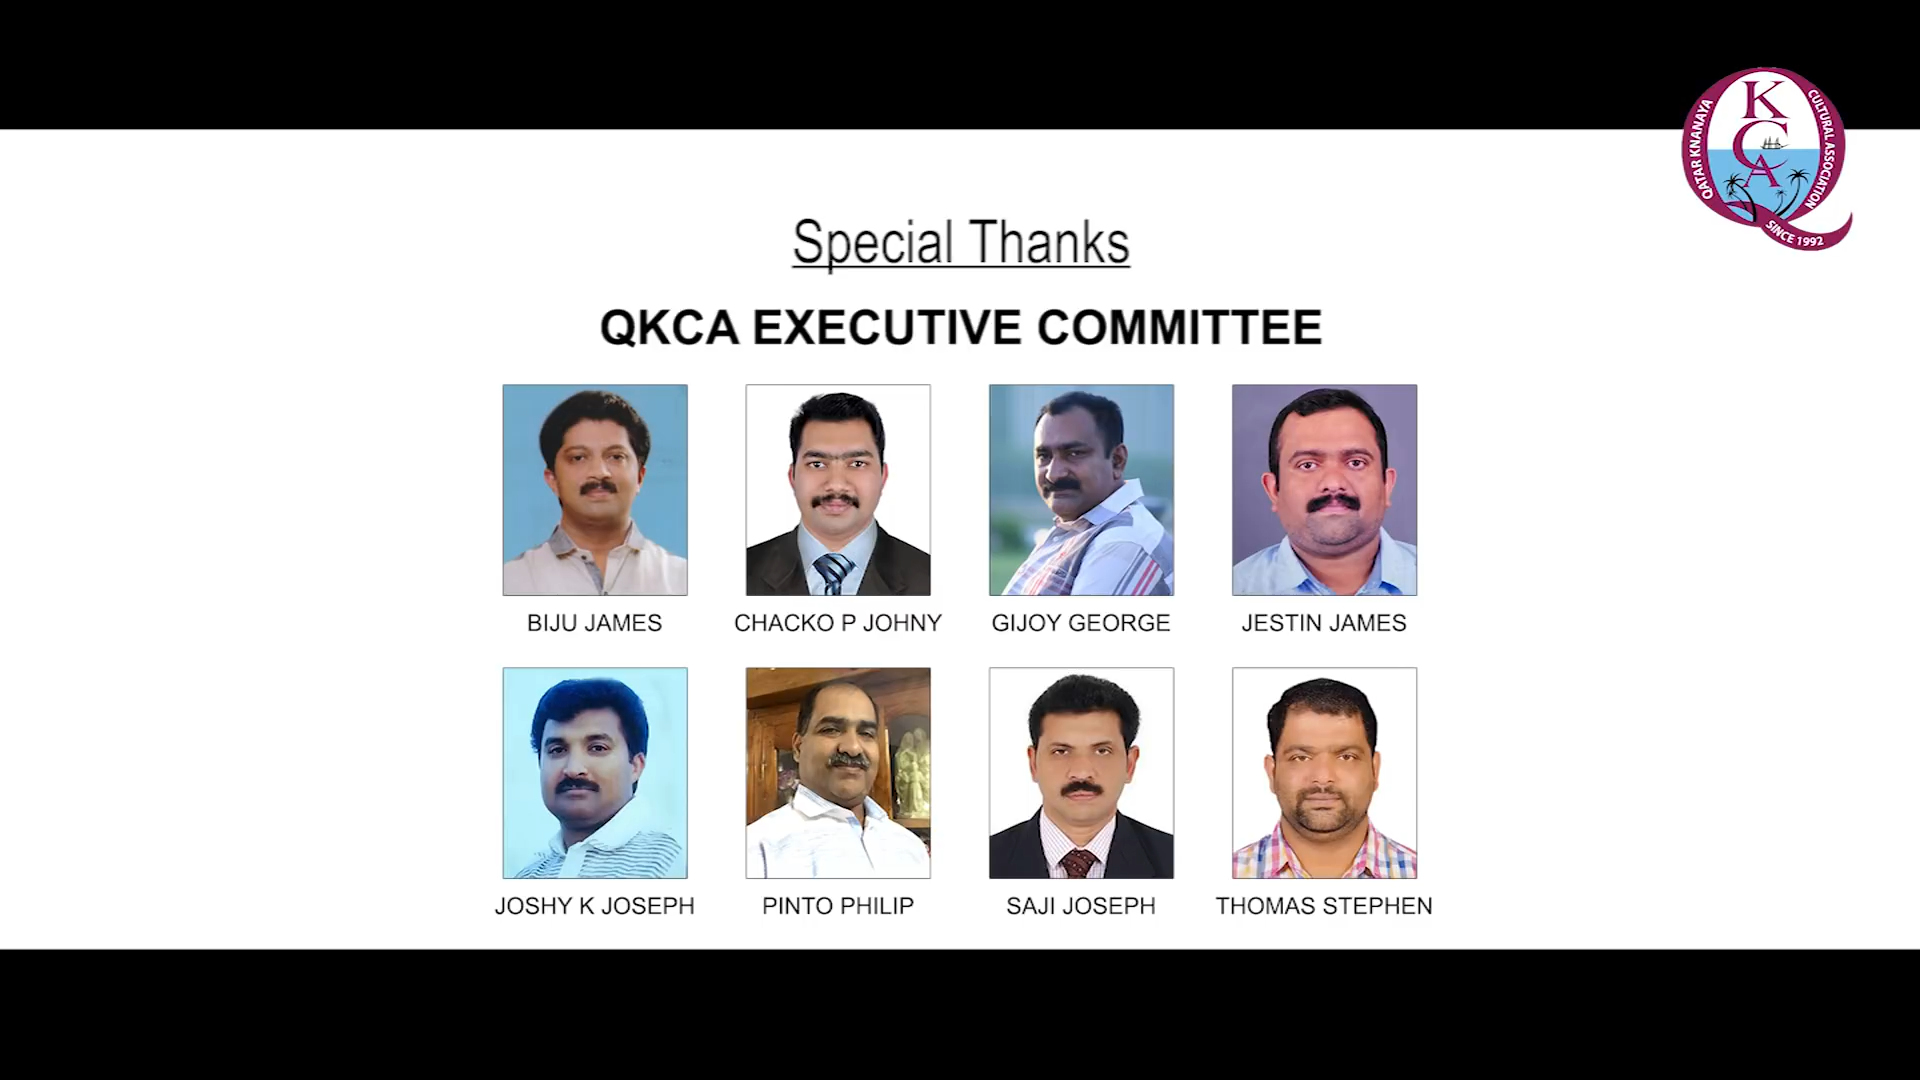 K
C
A
QATAR KNANAYA
CULTURAL ASSOCIATION
SINCE 1992
Special Thanks
QKCA EXECUTIVE COMMITTEE
BIJU JAMES
CHACKO P JOHNY
GIJOY GEORGE
JESTIN JAMES
JOSHY K JOSEPH
PINTO PHILIP
SAJI JOSEPH
THOMAS STEPHEN